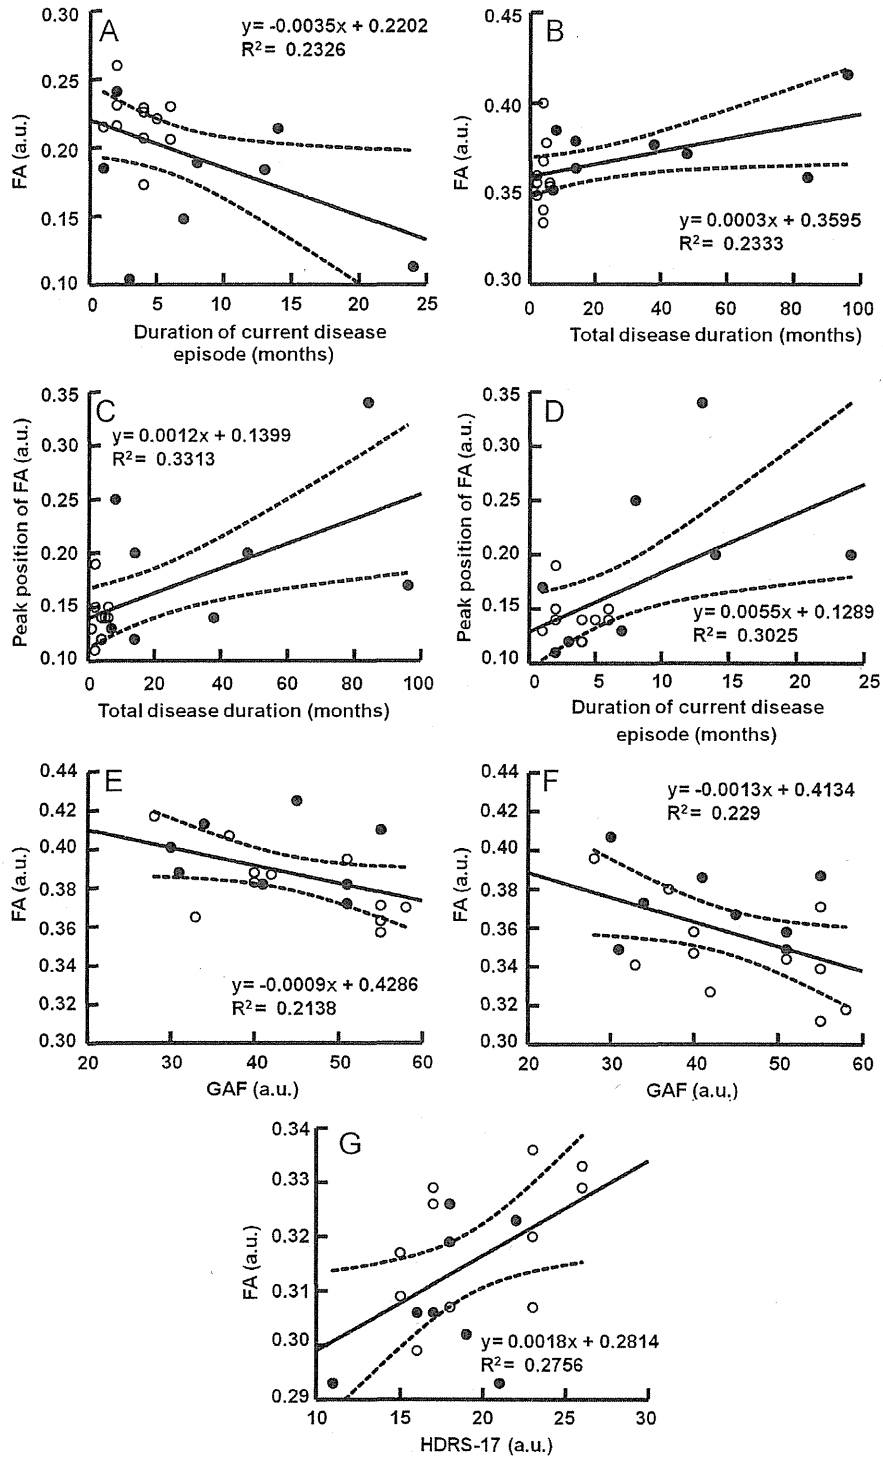 A
y= -0.0035x + 0.2202
R2= 0.2326
0.30
0.25
0.20
0.15
0.10
FA (a.u.)
0 5 10 15 20 25
Duration of current disease
episode (months)
B
0.45
0.40
0.35
0.30
FA (a.u.)
y= 0.0003x + 0.3595
R2= 0.2333
0 20 40 60 80 100
Total disease duration (months)
C
y= 0.0012x + 0.1399
R2= 0.3313
0.35
0.30
0.25
0.20
0.15
0.10
Peak position of FA (a.u.)
0 20 40 60 80 100
Total disease duration (months)
D
0.35
0.30
0.25
0.20
0.15
0.10
Peak position of FA (a.u.)
y= 0.0055x + 0.1289
R2= 0.3025
0 5 10 15 20 25
Duration of current disease
episode (months)
E
0.44
0.42
0.40
0.38
0.36
0.34
0.32
0.30
FA (a.u.)
y= -0.0009x + 0.4286
R2= 0.2138
20 30 40 50 60
GAF (a.u.)
F
y= -0.0013x + 0.4134
R2= 0.229
0.44
0.42
0.40
0.38
0.36
0.34
0.32
0.30
FA (a.u.)
20 30 40 50 60
GAF (a.u.)
G
0.34
0.33
0.32
0.31
0.30
0.29
FA (a.u.)
y= 0.0018x + 0.2814
R2= 0.2756
10 15 20 25 30
HDRS-17 (a.u.)